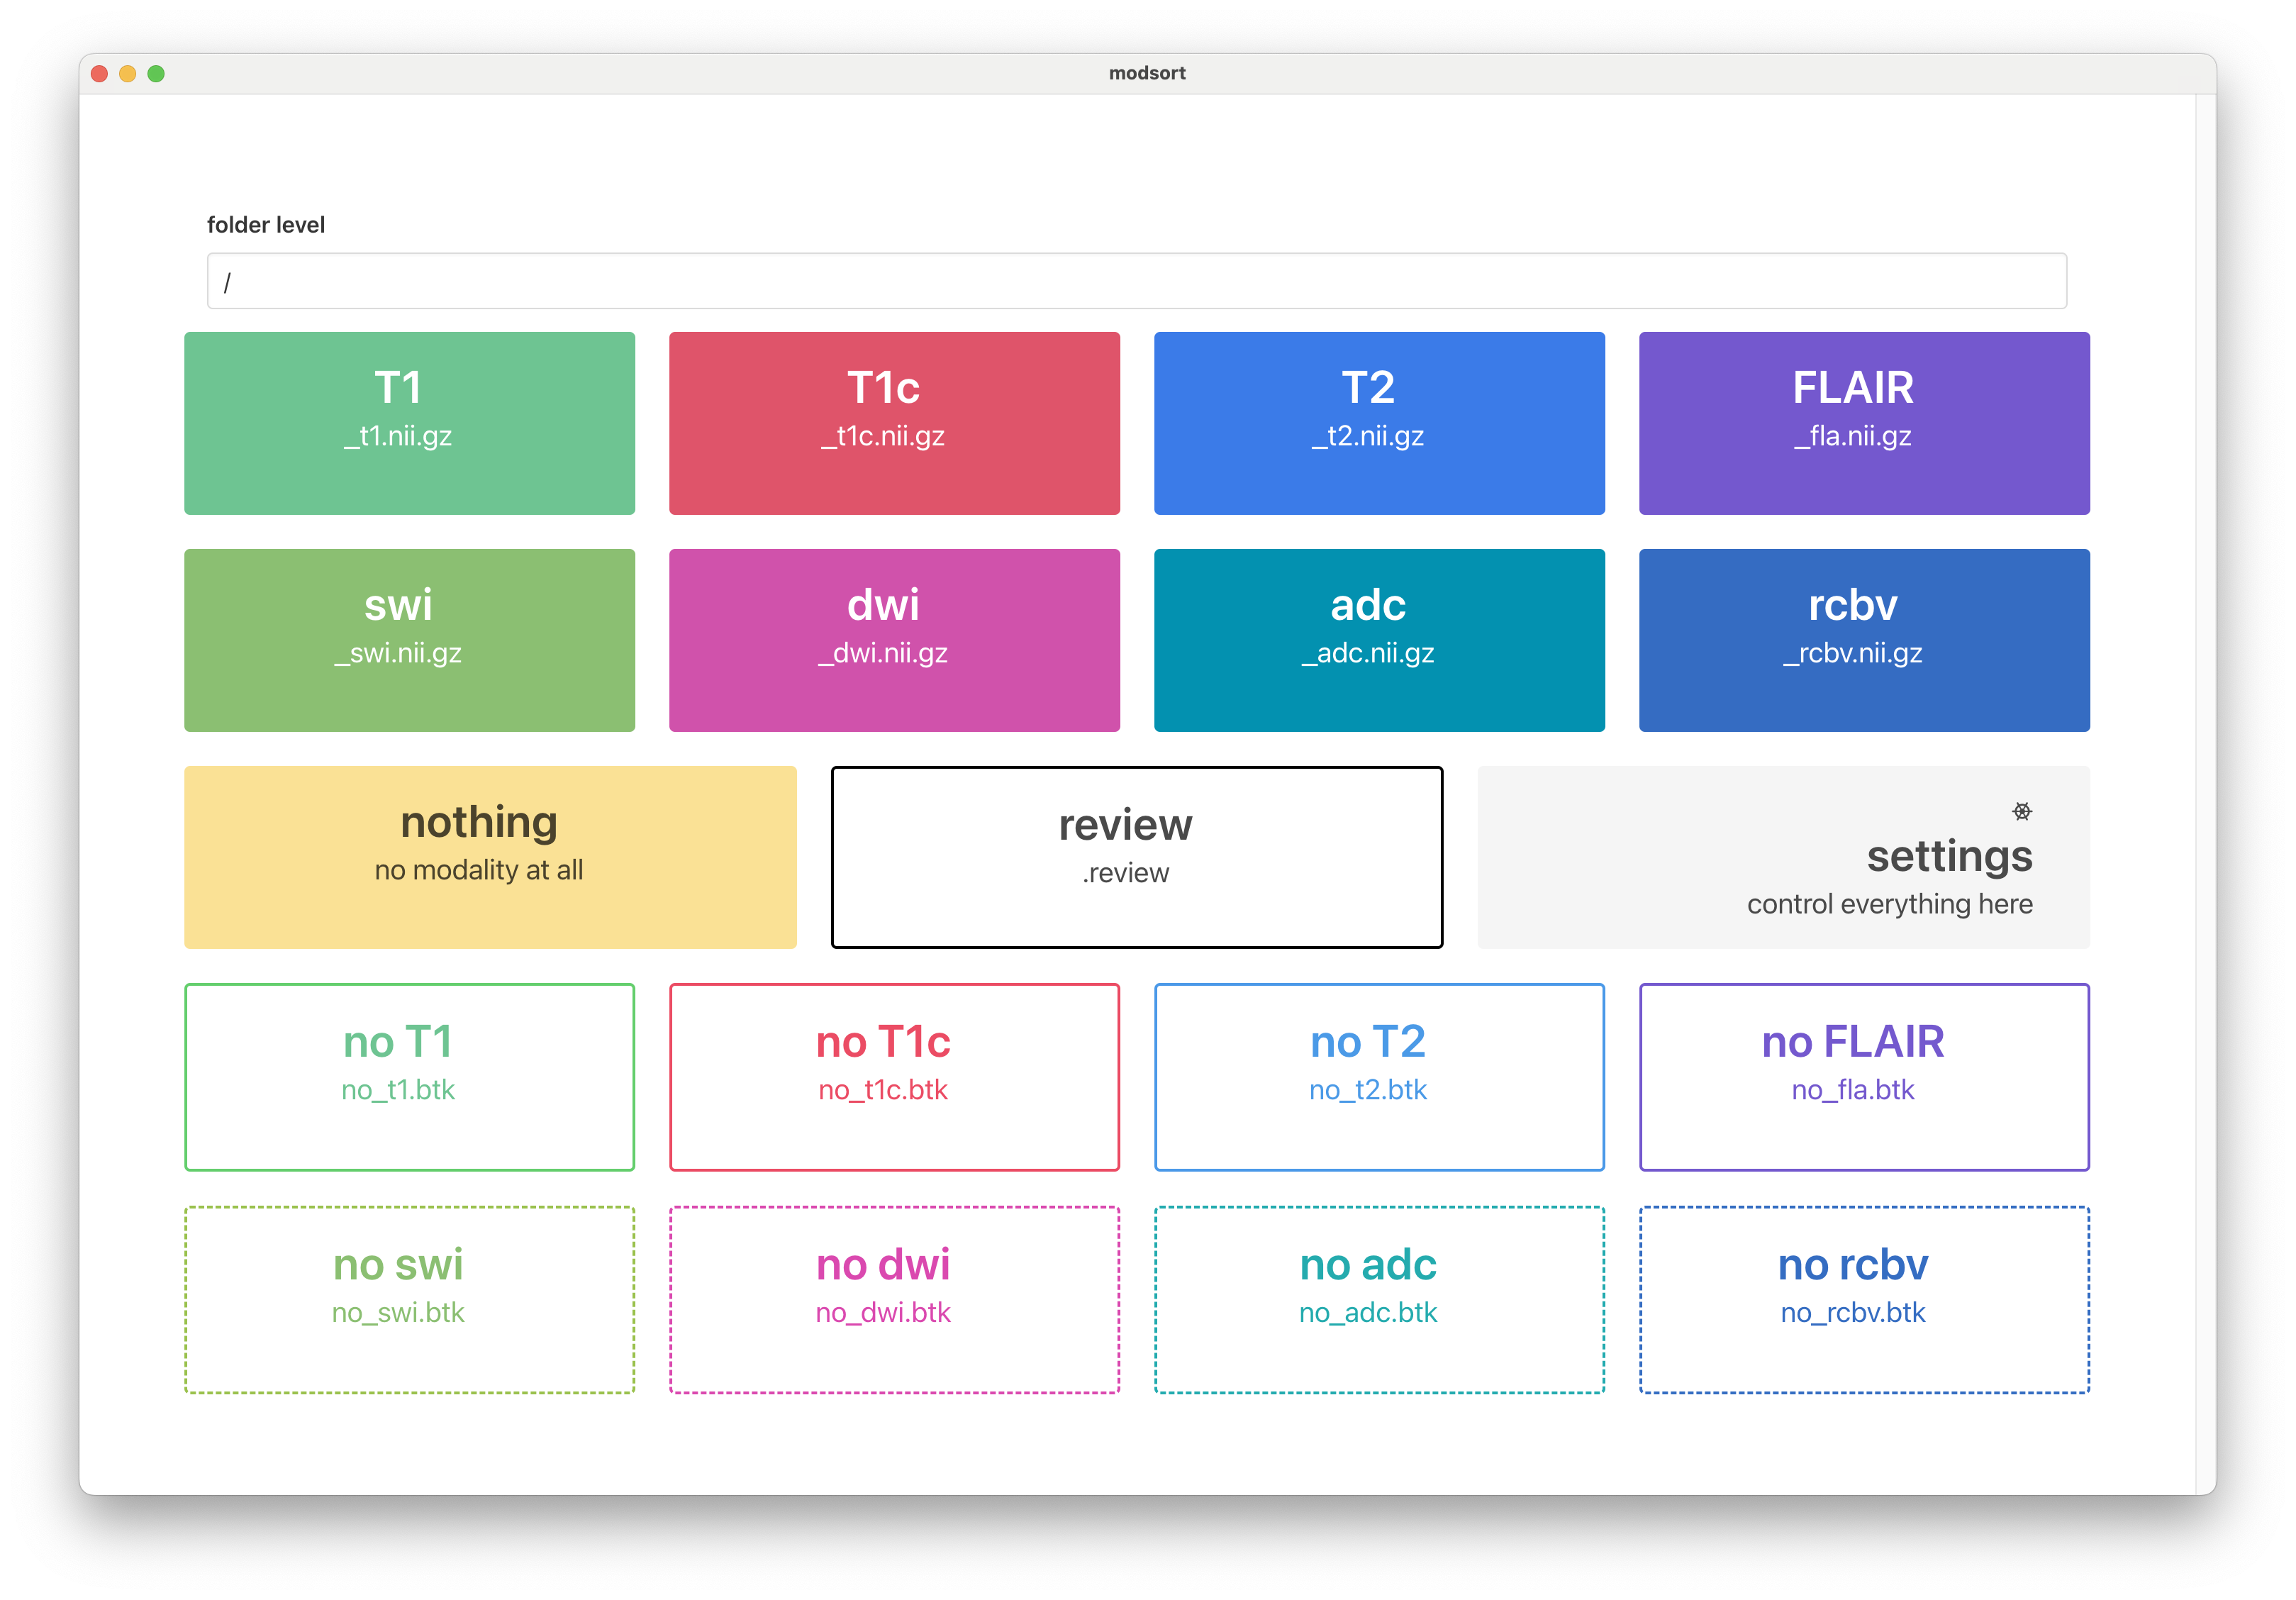 modsort
folder level
/
T1
_t1.nii.gz
T1c
_t1c.nii.gz
T2
_t2.nii.gz
FLAIR
_fla.nii.gz
swi
_swi.nii.gz
dwi
_dwi.nii.gz
adc
_adc.nii.gz
rcbv
_rcbv.nii.gz
nothing
no modality at all
review
.review
settings
control everything here
no T1
no_t1.btk
no T1c
no_t1c.btk
no T2
no_t2.btk
no FLAIR
no_fla.btk
no swi
no_swi.btk
no dwi
no_dwi.btk
no adc
no_adc.btk
no rcbv
no_rcbv.btk